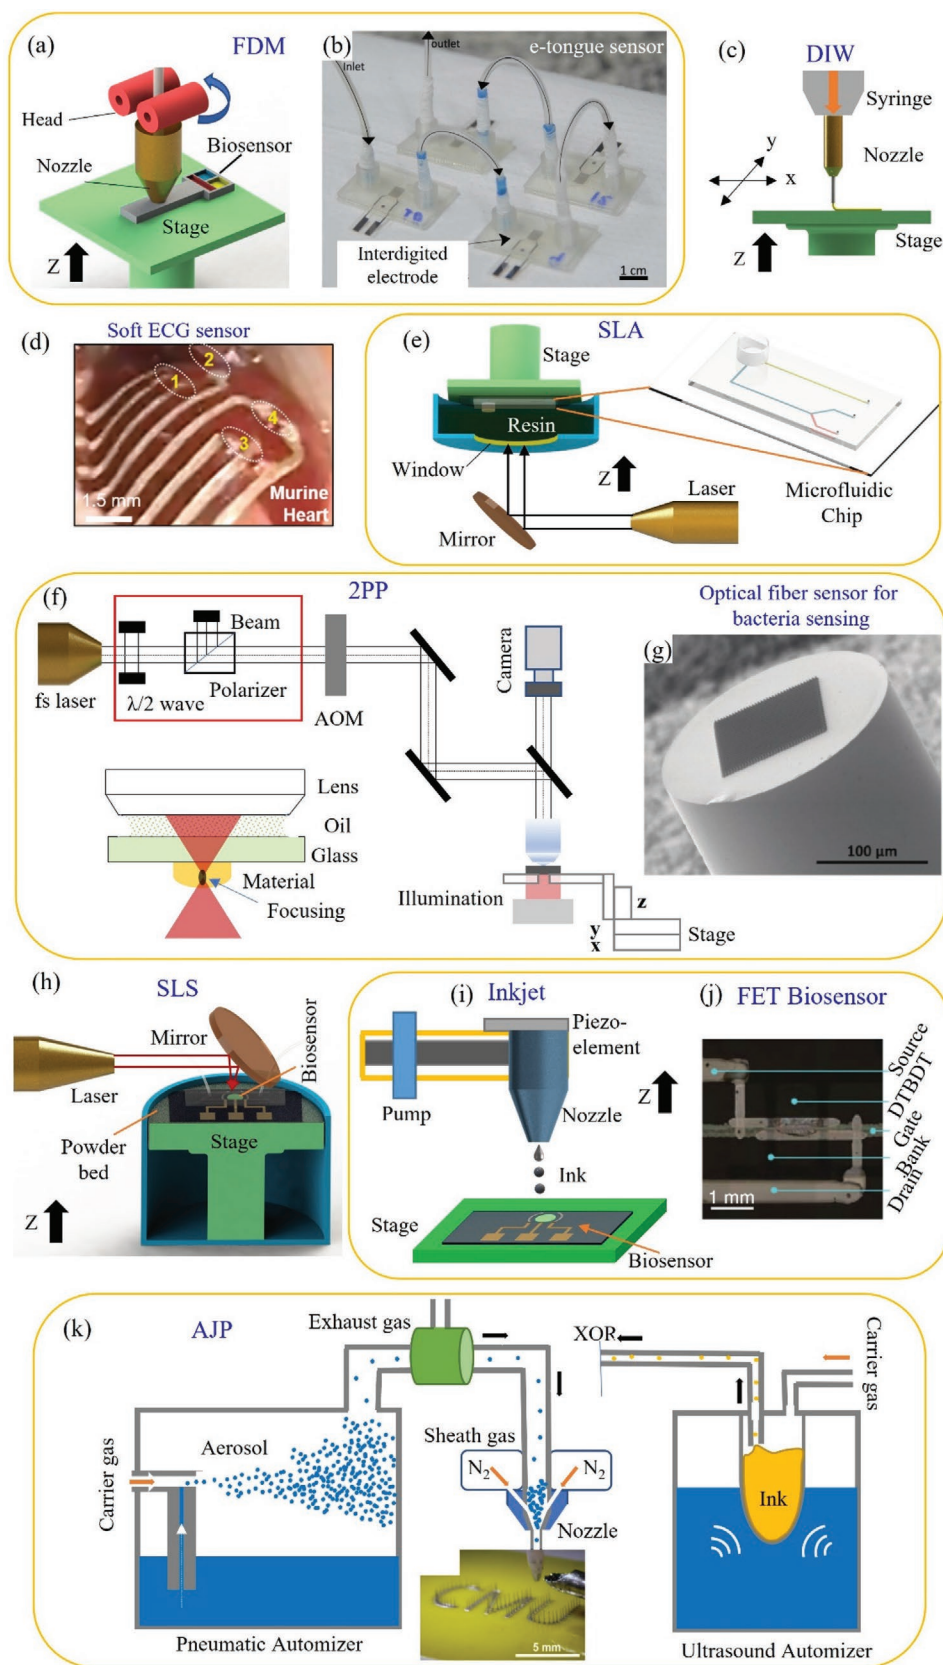 (a)
FDM
Head
Nozzle
Biosensor
Stage
Z
(b)
e-tongue sensor
Inlet
outlet
Interdigited
electrode
1 cm
(c)
DIW
Syringe
y
x
Nozzle
Stage
Z
(d)
Soft ECG sensor
1
2
3
4
1.5 mm
Murine
Heart
(e)
SLA
Stage
Resin
Window
Z
Mirror
Laser
Microfluidic
Chip
(f)
2PP
fs laser
λ/2 wave
Beam
Polarizer
AOM
Camera
Lens
Oil
Glass
Material
Focusing
Illumination
z
y
x
Stage
Optical fiber sensor for
bacteria sensing
(g)
100 µm
(h)
SLS
Mirror
Biosensor
Laser
Powder
bed
Stage
Z
(i)
Inkjet
Piezo-
element
Pump
Nozzle
Z
Ink
Stage
Biosensor
(j)
FET Biosensor
Source
DTBDT
Gate
Bank
Drain
1 mm
(k)
AJP
Exhaust gas
Aerosol
Carrier gas
Sheath gas
N2
N2
Nozzle
CMU
5 mm
Pneumatic Automizer
XOR
Carrier gas
Ink
Ultrasound Automizer